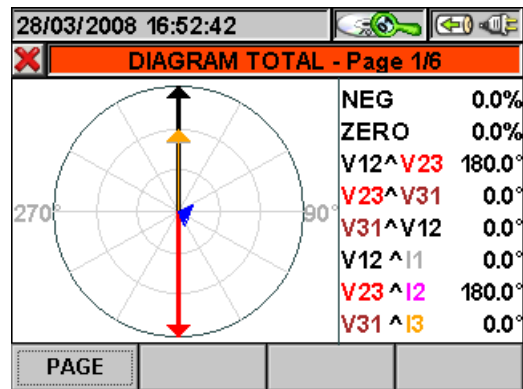 28/03/2008 16:52:42
DIAGRAM TOTAL - Page 1/6
NEG 0.0%
ZERO 0.0%
V12^V23 180.0°
V23^V31 0.0°
V31^V12 0.0°
V12 ^I1 0.0°
V23 ^I2 180.0°
V31 ^I3 0.0°
270°
90°
PAGE